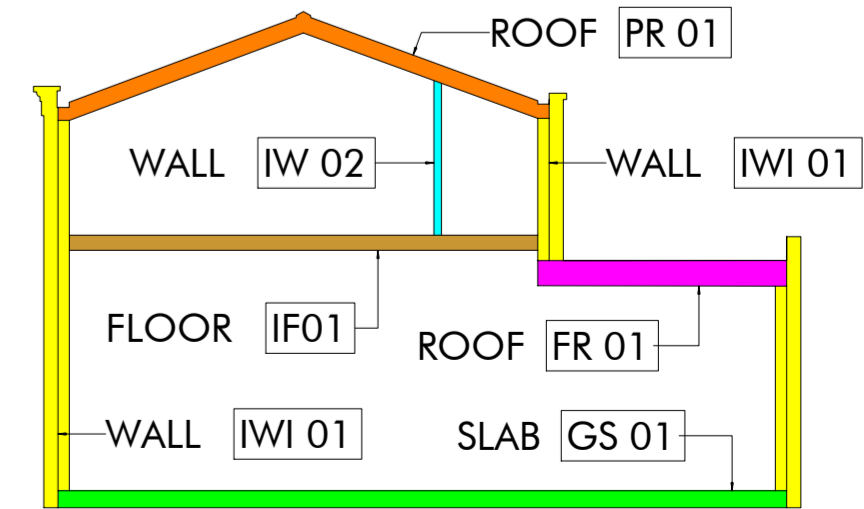 ROOF PR 01
WALL IW 02
WALL IWI 01
FLOOR IF01
ROOF FR 01
WALL IWI 01
SLAB GS 01